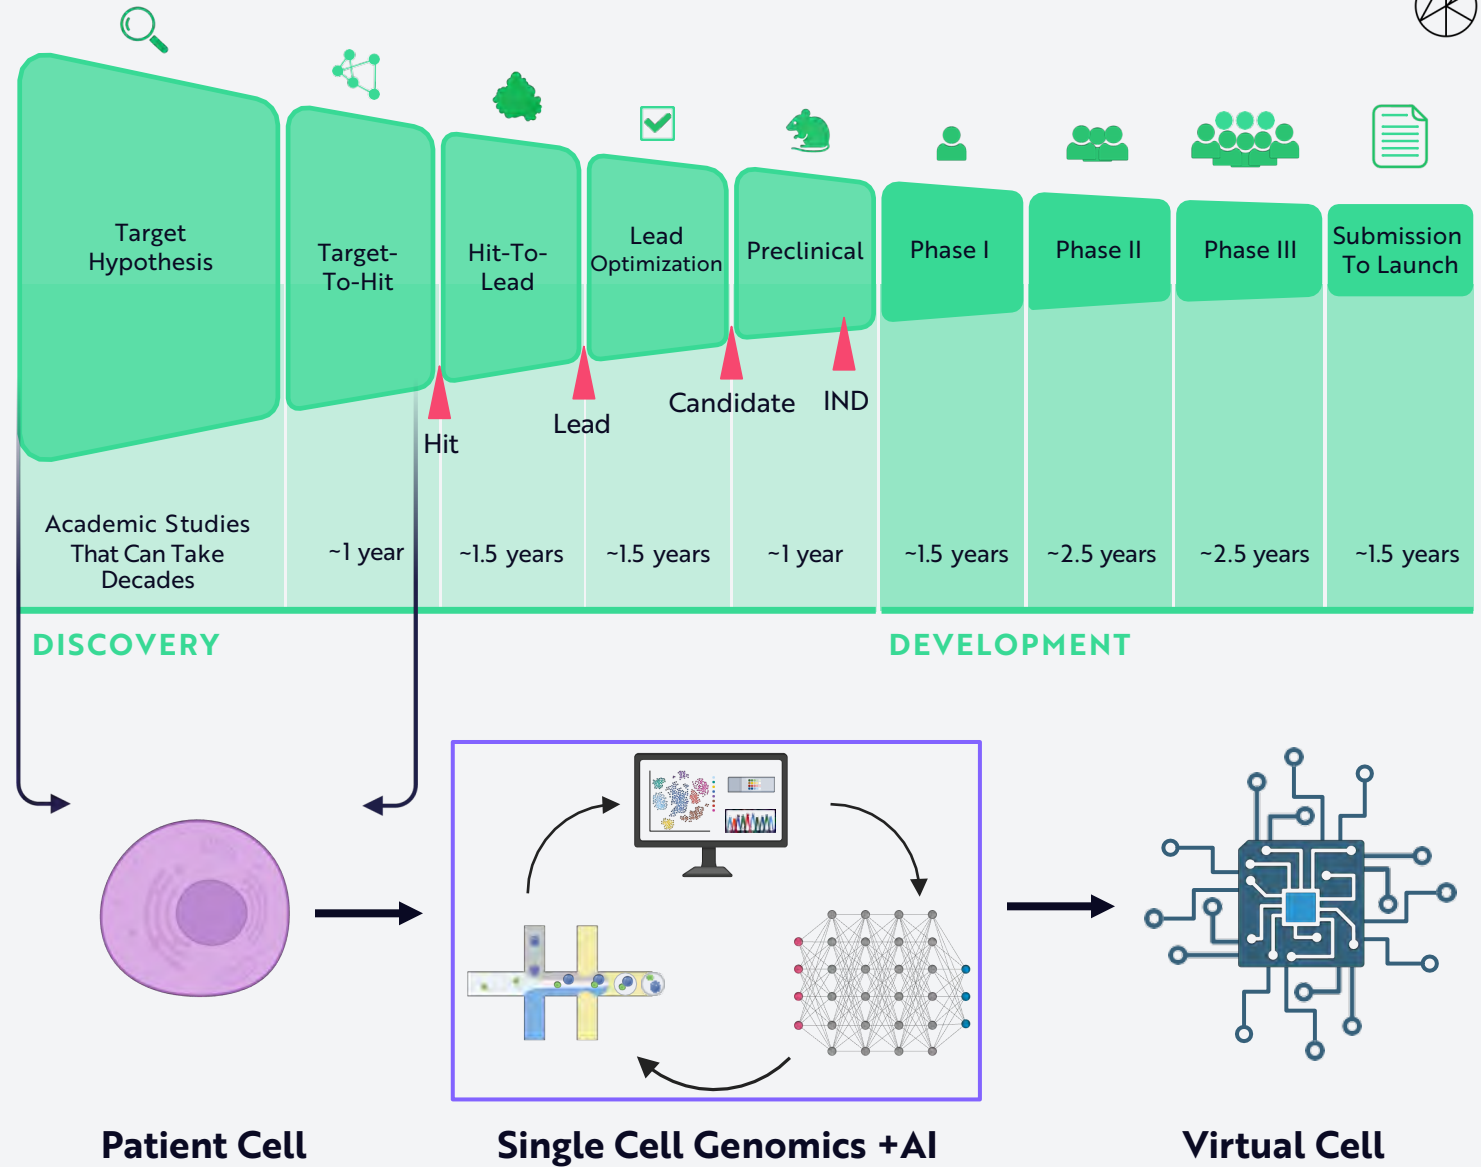 Target
Hypothesis
Target-
To-Hit
Hit-To-
Lead
Lead
Optimization
Preclinical
Phase I
Phase II
Phase III
Submission
To Launch
Hit
Lead
Candidate
IND
Academic Studies
That Can Take
Decades
~1 year
~1.5 years
~1.5 years
~1 year
~1.5 years
~2.5 years
~2.5 years
~1.5 years
DISCOVERY
DEVELOPMENT
Patient Cell
Single Cell Genomics +AI
Virtual Cell